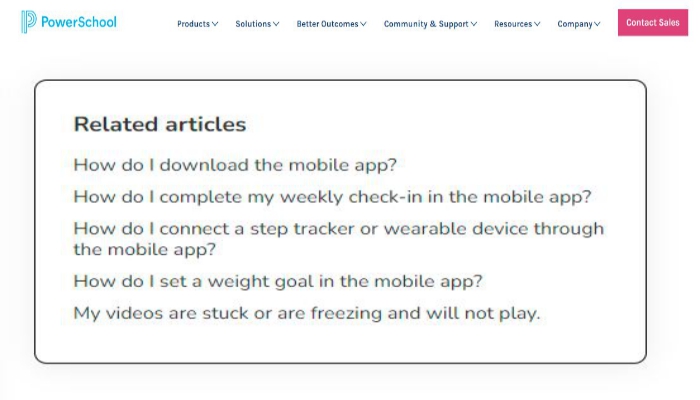 PowerSchool Products Solutions Better Outcomes Community & Support Resources Company Contact Sales
Related articles
How do I download the mobile app?
How do I complete my weekly check-in in the mobile app?
How do I connect a step tracker or wearable device through
the mobile app?
How do I set a weight goal in the mobile app?
My videos are stuck or are freezing and will not play.